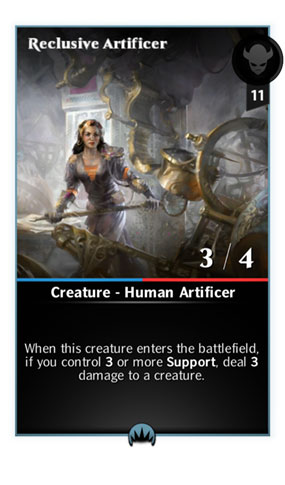 Reclusive Artificer
11
3 / 4
Creature - Human Artificer
When this creature enters the battlefield,
if you control 3 or more Support, deal 3
damage to a creature.